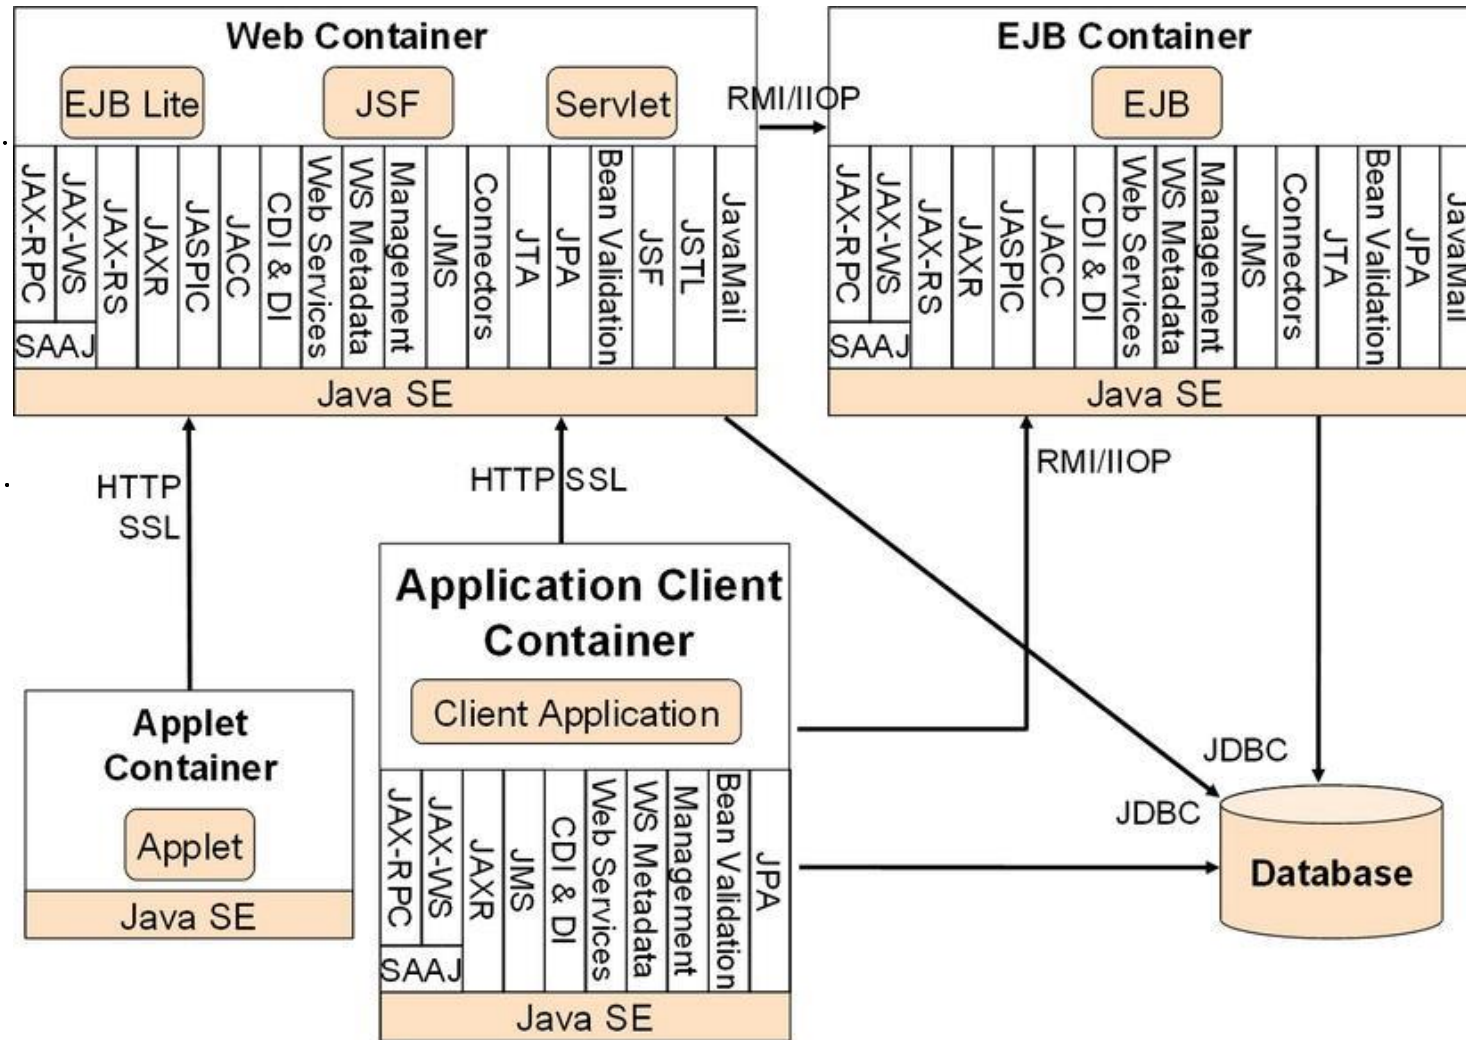 Web Container
EJB Lite
JSF
Servlet
JAX-RPC
JAX-WS
SAAJ
JAX-RS
JAXR
JASPIC
JACC
CDI & DI
Web Services
WS Metadata
Management
JMS
Connectors
JTA
JPA
Bean Validation
JSF
JSTL
JavaMail
Java SE
RMI/IIOP
EJB Container
EJB
JAX-RPC
JAX-WS
SAAJ
JAX-RS
JAXR
JASPIC
JACC
CDI & DI
Web Services
WS Metadata
Management
JMS
Connectors
JTA
Bean Validation
JPA
JavaMail
Java SE
HTTP
SSL
HTTP SSL
RMI/IIOP
Application Client
Container
Client Application
JAX-RPC
JAX-WS
SAAJ
JAXR
JMS
CDI & DI
Web Services
WS Metadata
Management
Bean Validation
JPA
Java SE
Applet
Container
Applet
Java SE
JDBC
JDBC
Database